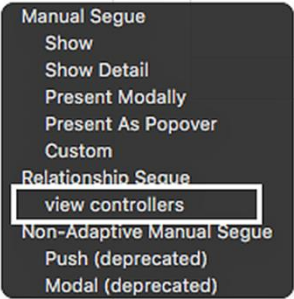 Manual Segue
Show
Show Detail
Present Modally
Present As Popover
Custom
Relationship Segue
view controllers
Non-Adaptive Manual Segue
Push (deprecated)
Modal (deprecated)